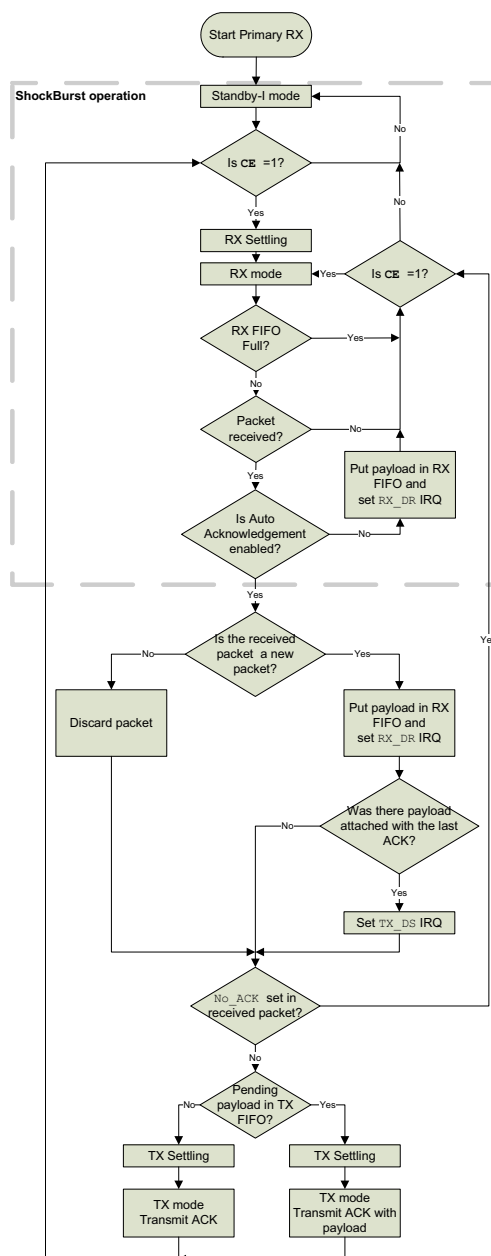 Start Primary RX
ShockBurst operation
Standby-I mode
No
Is CE =1?
No
Yes
RX Settling
RX mode
Yes
Is CE =1?
RX FIFO
Full?
Yes
No
Packet
received?
No
Put payload in RX
FIFO and
set RX_DR IRQ
Yes
Is Auto
Acknowledgement
enabled?
No
Yes
Is the received
packet a new
packet?
No
Yes
Discard packet
Put payload in RX
FIFO and
set RX_DR IRQ
Was there payload
attached with the last
ACK?
No
Yes
Set TX_DS IRQ
No_ACK set in
received packet?
No
Pending
payload in TX
FIFO?
No
Yes
TX Settling
TX Settling
TX mode
Transmit ACK
TX mode
Transmit ACK with
payload